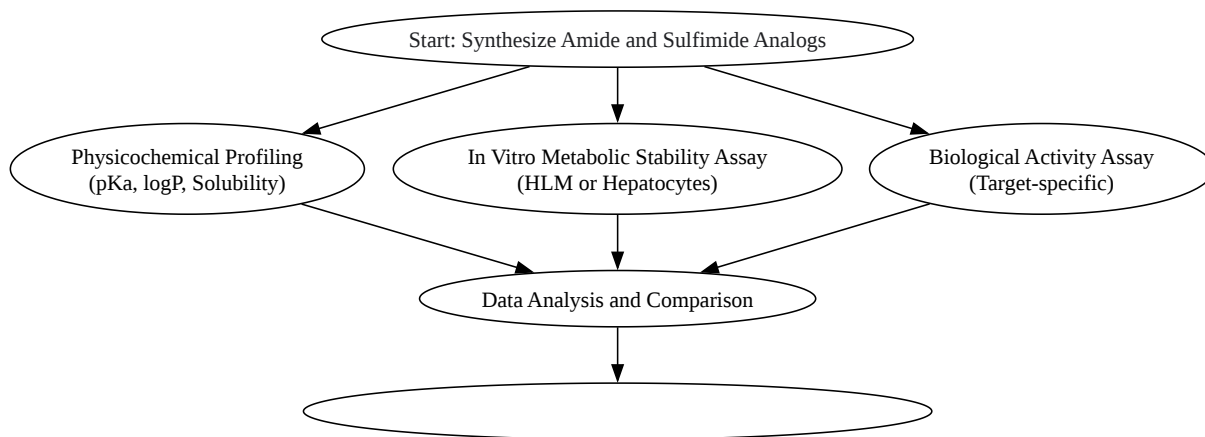 Start: Synthesize Amide and Sulfimide Analogs
Physicochemical Profiling
(pKa, logP, Solubility)
In Vitro Metabolic Stability Assay
(HLM or Hepatocytes)
Biological Activity Assay
(Target-specific)
Data Analysis and Comparison